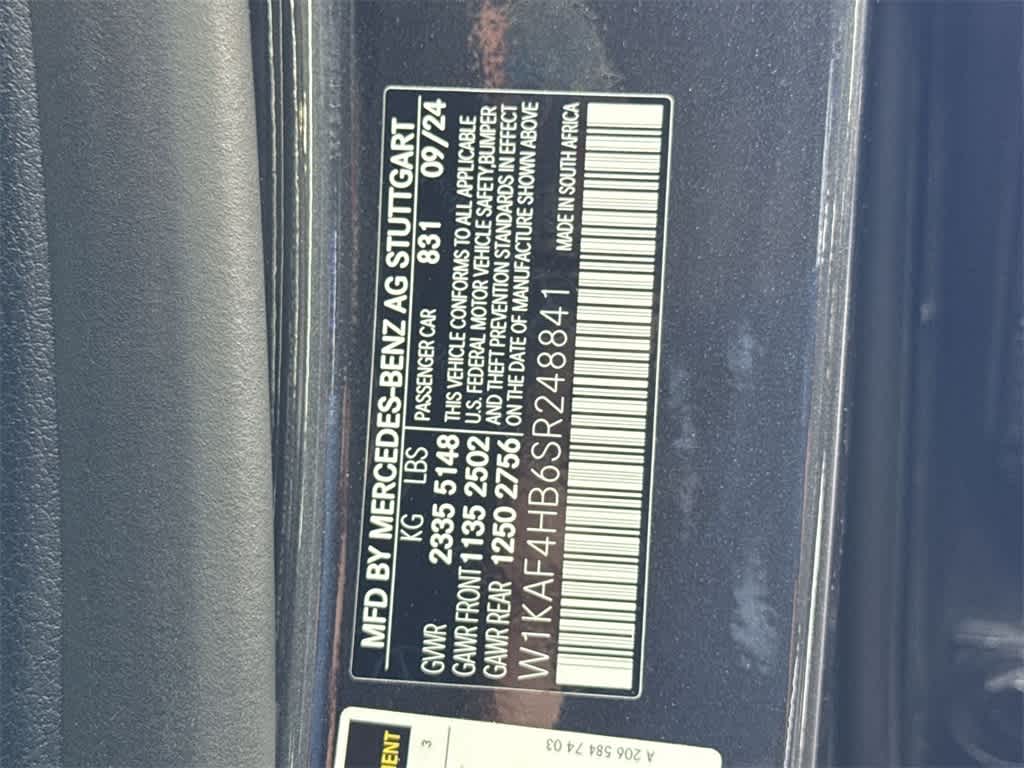 MFD BY MERCEDES-BENZ AG STUTTGART
KG LBS PASSENGER CAR 831 09/24
GVWR 2335 5148
GAWR FRONT 1135 2502
GAWR REAR 1250 2756
THIS VEHICLE CONFORMS TO ALL APPLICABLE
U.S. FEDERAL MOTOR VEHICLE SAFETY,BUMPER
AND THEFT PREVENTION STANDARDS IN EFFECT
ON THE DATE OF MANUFACTURE SHOWN ABOVE
W1KAF4HB6SR248841 MADE IN SOUTH AFRICA
3
A 206 584 74 03